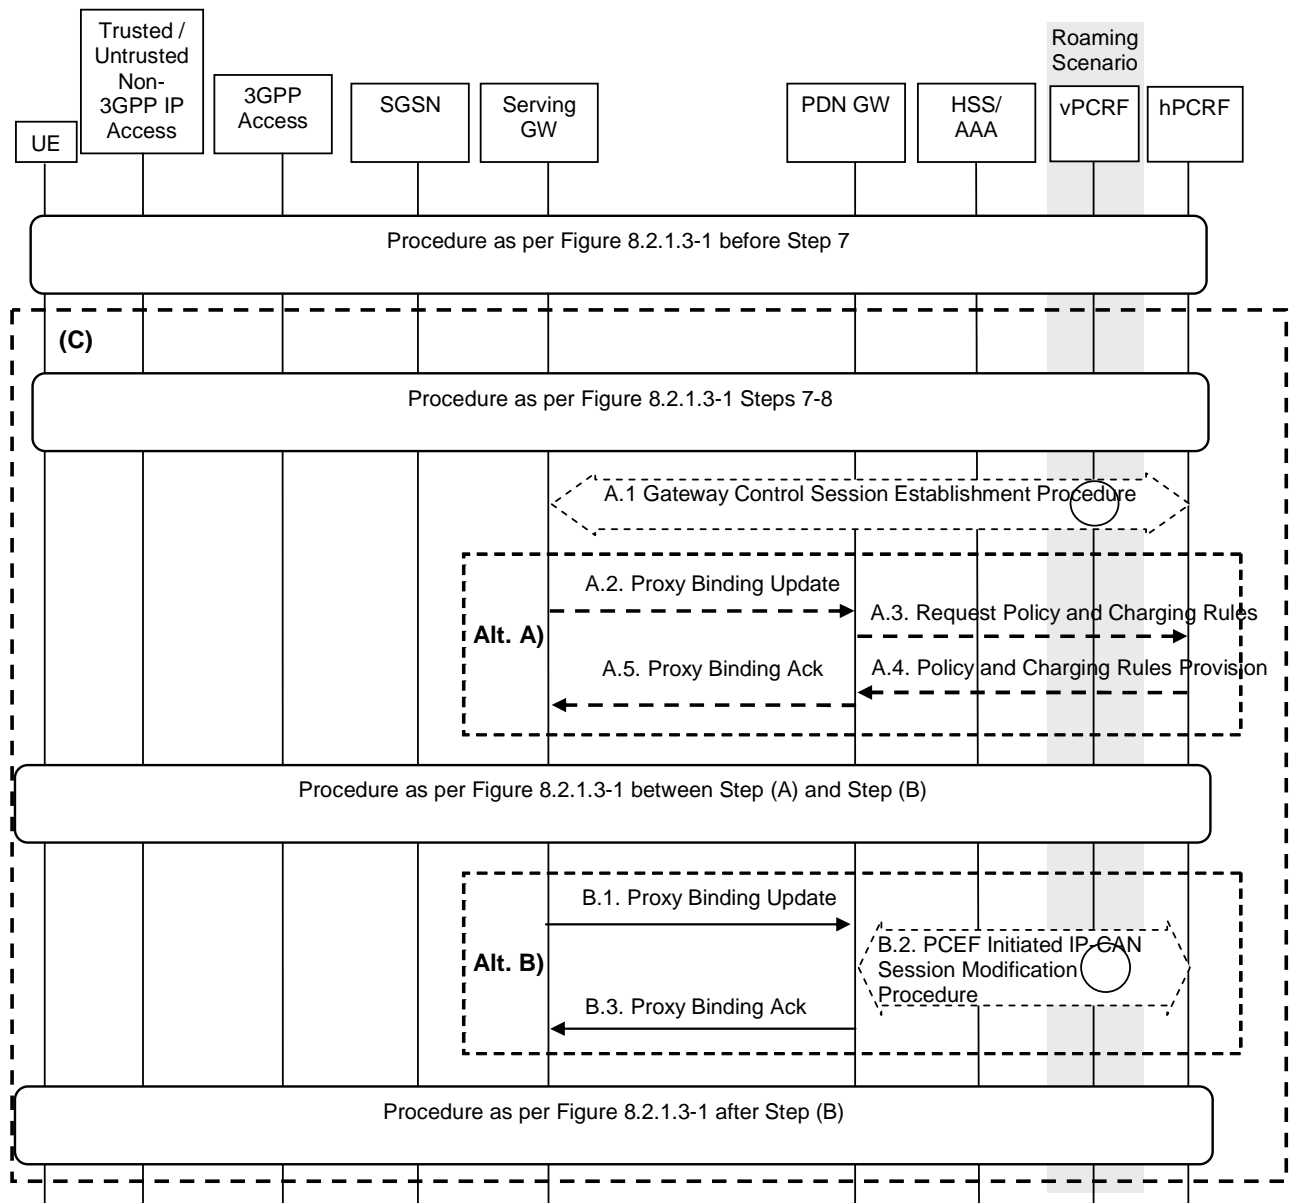 Trusted /
Untrusted
Non-
3GPP IP
Access
Roaming
Scenario
UE
3GPP
Access
SGSN
Serving
GW
PDN GW
HSS/
AAA
vPCRF
hPCRF
Procedure as per Figure 8.2.1.3-1 before Step 7
(C)
Procedure as per Figure 8.2.1.3-1 Steps 7-8
A.1 Gateway Control Session Establishment Procedure
A.2. Proxy Binding Update
A.3. Request Policy and Charging Rules
Alt. A)
A.5. Proxy Binding Ack
A.4. Policy and Charging Rules Provision
Procedure as per Figure 8.2.1.3-1 between Step (A) and Step (B)
B.1. Proxy Binding Update
Alt. B)
B.2. PCEF Initiated IP-CAN
Session Modification
Procedure
B.3. Proxy Binding Ack
Procedure as per Figure 8.2.1.3-1 after Step (B)